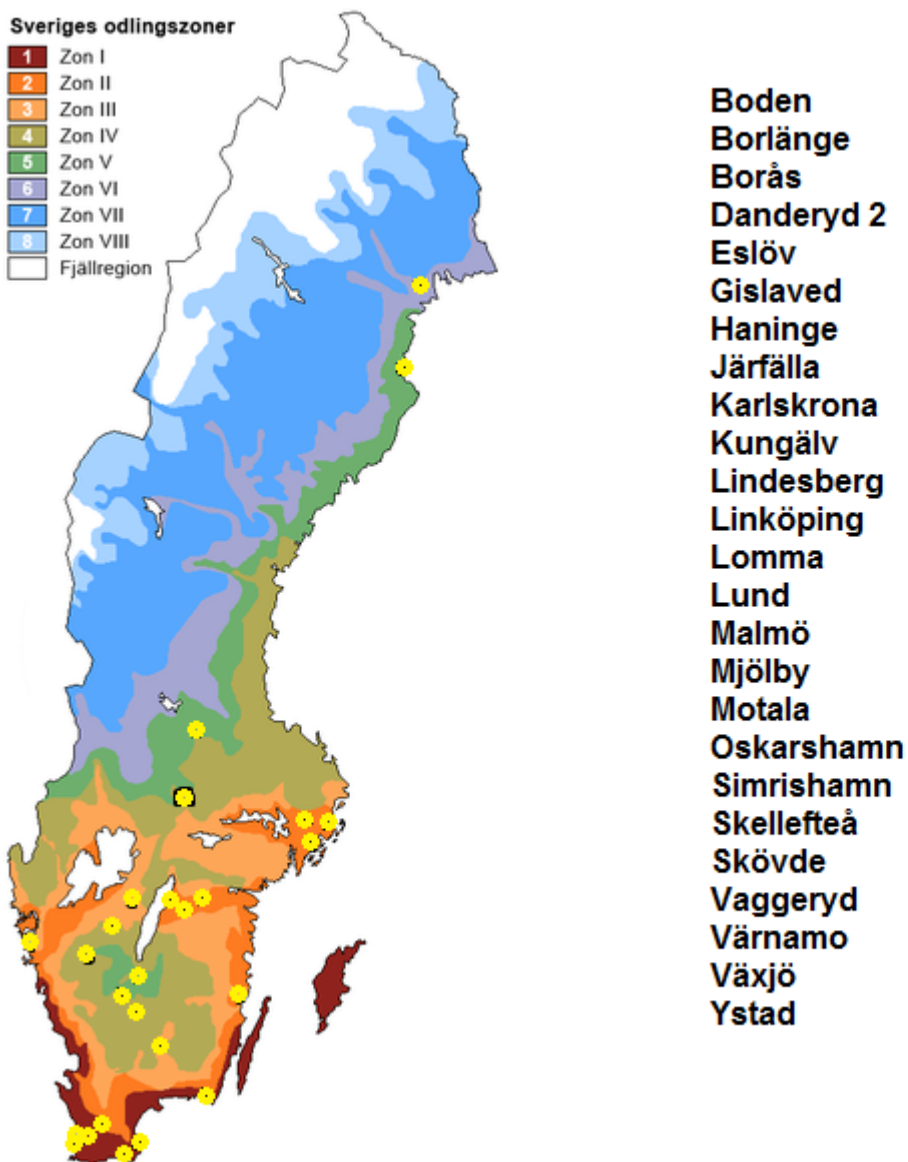 Sveriges odlingszoner
1 Zon I
2 Zon II
3 Zon III
4 Zon IV
5 Zon V
6 Zon VI
7 Zon VII
8 Zon VIII
Fjällregion
Boden
Borlänge
Borås
Danderyd 2
Eslöv
Gislaved
Haninge
Järfälla
Karlskrona
Kungälv
Lindesberg
Linköping
Lomma
Lund
Malmö
Mjölby
Motala
Oskarshamn
Simrishamn
Skellefteå
Skövde
Vaggeryd
Värnamo
Växjö
Ystad